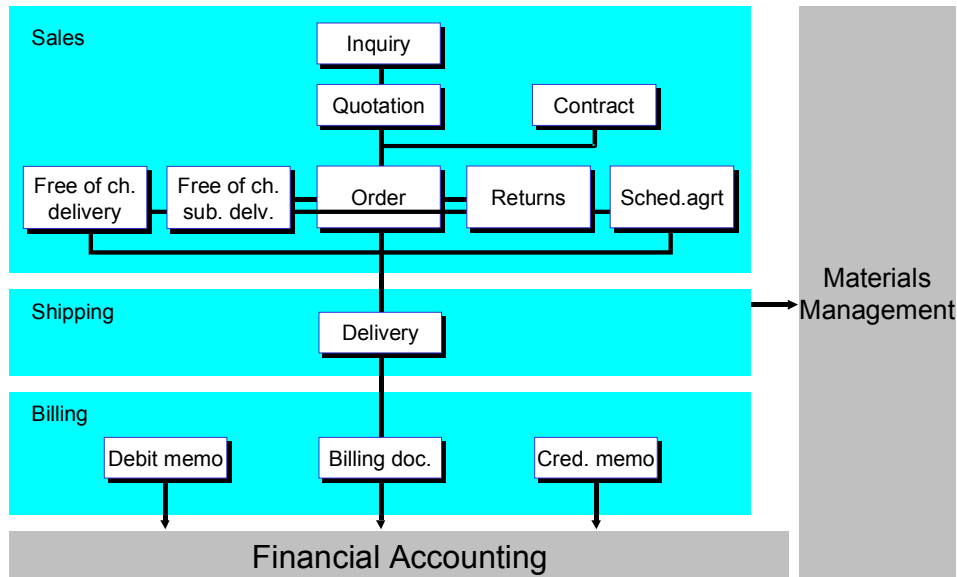 Sales
Inquiry
Quotation
Contract
Free of ch.
delivery
Free of ch.
sub. delv.
Order
Returns
Sched.agrt
Materials
Management
Shipping
Delivery
Billing
Debit memo
Billing doc.
Cred. memo
Financial Accounting